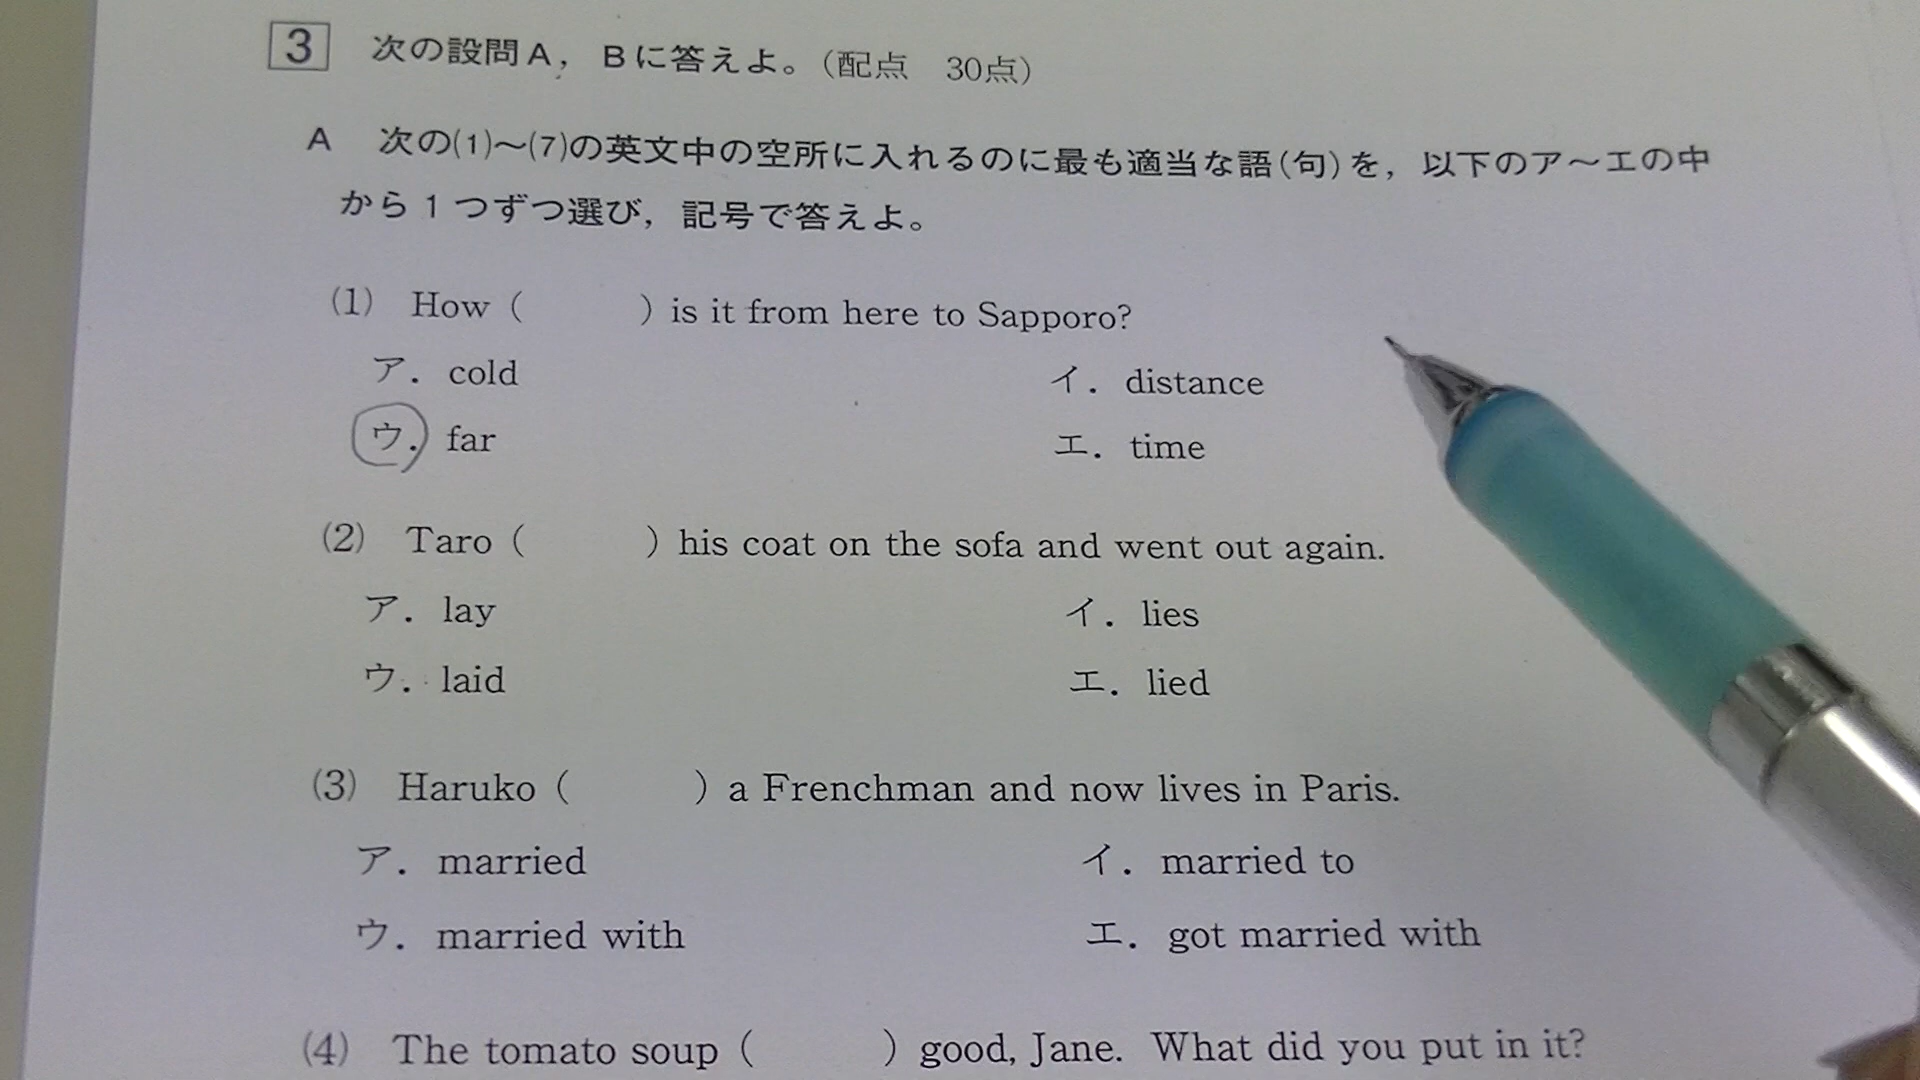 3 次の設問A，Bに答えよ。（配点　30点）
A　次の(1)～(7)の英文中の空所に入れるのに最も適当な語（句）を，以下のア～エの中
から1つずつ選び，記号で答えよ。
(1)　How (　　　) is it from here to Sapporo?
ア．cold　　　イ．distance
ウ．far　　　エ．time
(2)　Taro (　　　) his coat on the sofa and went out again.
ア．lay　　　イ．lies
ウ．laid　　　エ．lied
(3)　Haruko (　　　) a Frenchman and now lives in Paris.
ア．married　　　イ．married to
ウ．married with　　　エ．got married with
(4)　The tomato soup (　　　) good, Jane. What did you put in it?